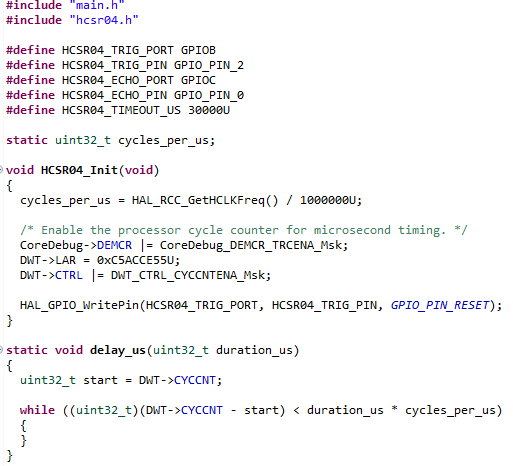 #include "main.h"
#include "hcsr04.h"

#define HCSR04_TRIG_PORT GPIOB
#define HCSR04_TRIG_PIN GPIO_PIN_2
#define HCSR04_ECHO_PORT GPIOC
#define HCSR04_ECHO_PIN GPIO_PIN_0
#define HCSR04_TIMEOUT_US 30000U

static uint32_t cycles_per_us;

void HCSR04_Init(void)
{
  cycles_per_us = HAL_RCC_GetHCLKFreq() / 1000000U;

  /* Enable the processor cycle counter for microsecond timing. */
  CoreDebug->DEMCR |= CoreDebug_DEMCR_TRCENA_Msk;
  DWT->LAR = 0xC5ACCE55U;
  DWT->CTRL |= DWT_CTRL_CYCCNTENA_Msk;

  HAL_GPIO_WritePin(HCSR04_TRIG_PORT, HCSR04_TRIG_PIN, GPIO_PIN_RESET);
}

static void delay_us(uint32_t duration_us)
{
  uint32_t start = DWT->CYCCNT;

  while ((uint32_t)(DWT->CYCCNT - start) < duration_us * cycles_per_us)
  {
  }
}